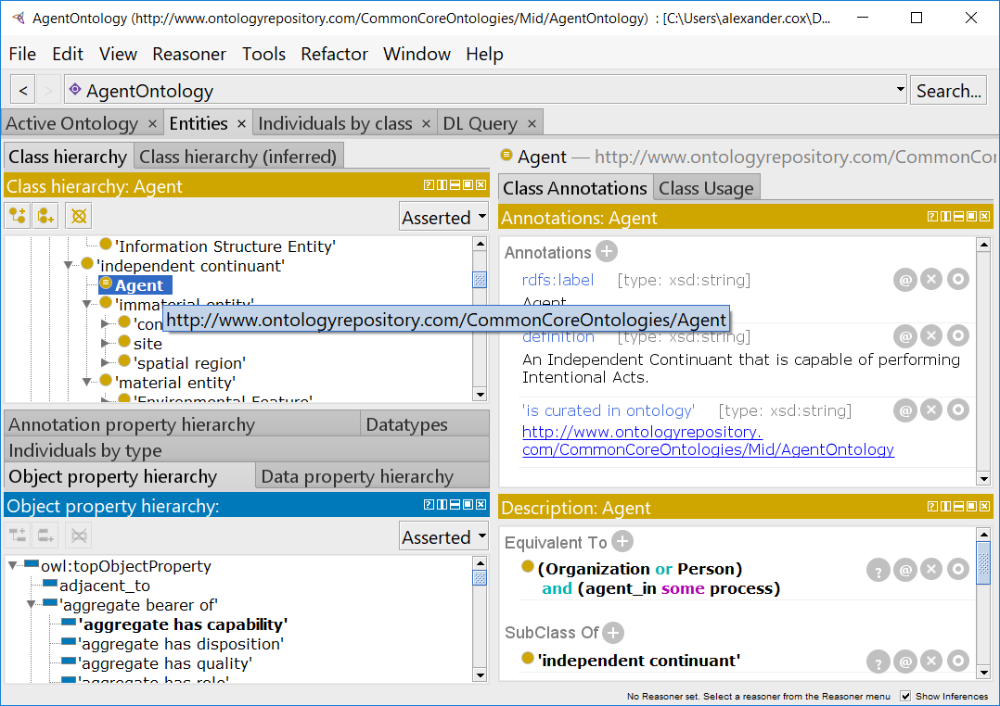 AgentOntology (http://www.ontologyrepository.com/CommonCoreOntologies/Mid/AgentOntology) : [C:\Users\alexander.cox\D...
File Edit View Reasoner Tools Refactor Window Help
< > AgentOntology Search...
Active Ontology × Entities × Individuals by class × DL Query ×
Class hierarchy Class hierarchy (inferred)
Class hierarchy: Agent
Asserted
'Information Structure Entity'
'independent continuant'
Agent
'immaterial entity'
'con
http://www.ontologyrepository.com/CommonCoreOntologies/Agent
site
'spatial region'
'material entity'
'Environmental Feature'
Annotation property hierarchy Datatypes
Individuals by type
Object property hierarchy Data property hierarchy
Object property hierarchy:
Asserted
owl:topObjectProperty
adjacent_to
'aggregate bearer of'
'aggregate has capability'
'aggregate has disposition'
'aggregate has quality'
'aggregate has role'
Agent — http://www.ontologyrepository.com/CommonCor
Class Annotations Class Usage
Annotations: Agent
Annotations +
rdfs:label [type: xsd:string]
Agent
definition [type: xsd:string]
An Independent Continuant that is capable of performing
Intentional Acts.
'is curated in ontology' [type: xsd:string]
http://www.ontologyrepository.
com/CommonCoreOntologies/Mid/AgentOntology
Description: Agent
Equivalent To +
(Organization or Person)
and (agent_in some process)
SubClass Of +
'independent continuant'
No Reasoner set. Select a reasoner from the Reasoner menu Show Inferences